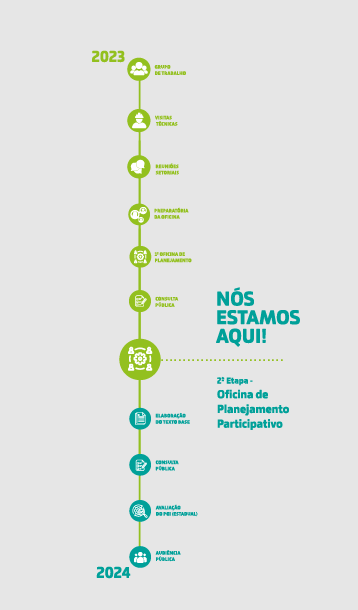 2023
GRUPO
DE TRABALHO
VISITAS
TÉCNICAS
REUNIÕES
SETORIAIS
PREPARATÓRIA
DA OFICINA
1ª OFICINA DE
PLANEJAMENTO
CONSULTA
PÚBLICA
NÓS
ESTAMOS
AQUI!
2ª Etapa -
Oficina de
Planejamento
Participativo
ELABORAÇÃO
DO TEXTO BASE
CONSULTA
PÚBLICA
AVALIAÇÃO
DO PEI (ESTADUAL)
AUDIÊNCIA
PÚBLICA
2024